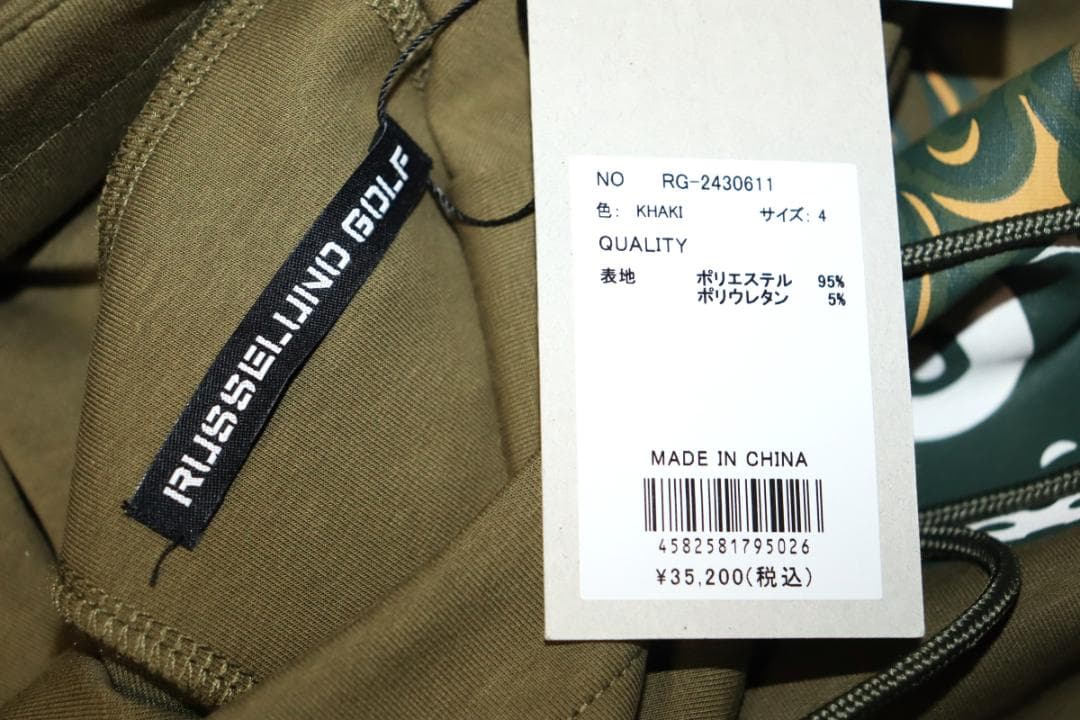 RUSSELUNO GOLF
NO RG-2430611
色: KHAKI サイズ: 4
QUALITY
表地 ポリエステル 95%
ポリウレタン 5%
MADE IN CHINA
4582581795026
¥35,200(税込)